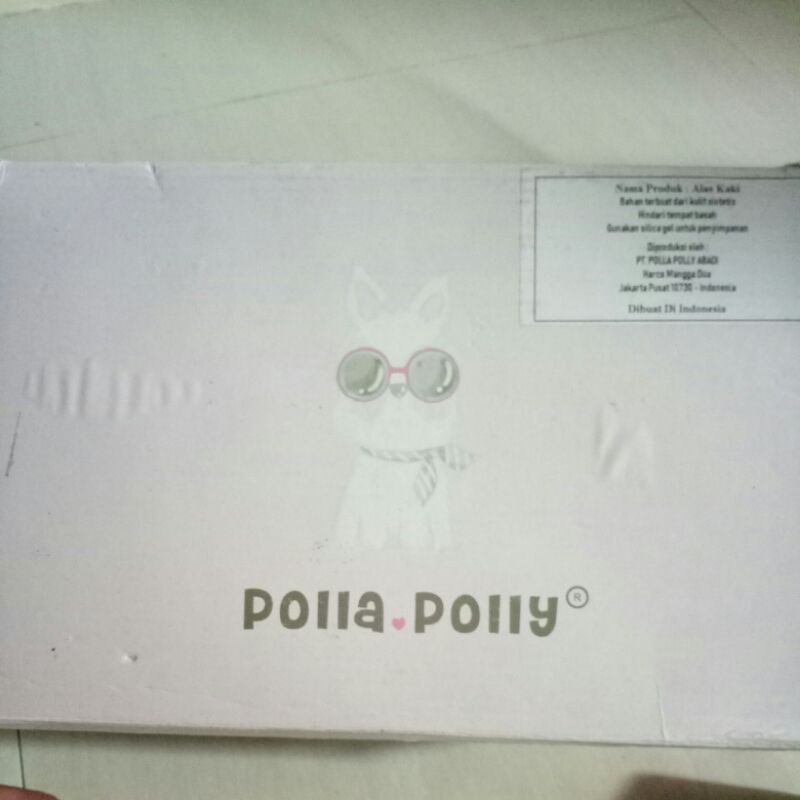 Nama Produk : Alas Kaki
Bahan terbuat dari kulit sintetis
Hindari tempat basah
Gunakan silica gel untuk penyimpanan
Diproduksi oleh :
PT. POLLA POLLY ABADI
Harco Mangga Dua
Jakarta Pusat 10730 - Indonesia
Dibuat Di Indonesia
Polla Polly®